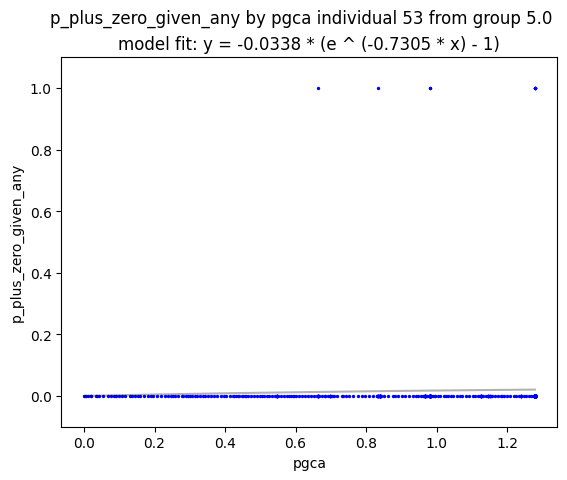 p_plus_zero_given_any by pgca individual 53 from group 5.0
model fit: y = -0.0338 * (e ^ (-0.7305 * x) - 1)
1.0
0.8
0.6
0.4
0.2
0.0
p_plus_zero_given_any
0.0 0.2 0.4 0.6 0.8 1.0 1.2
pgca